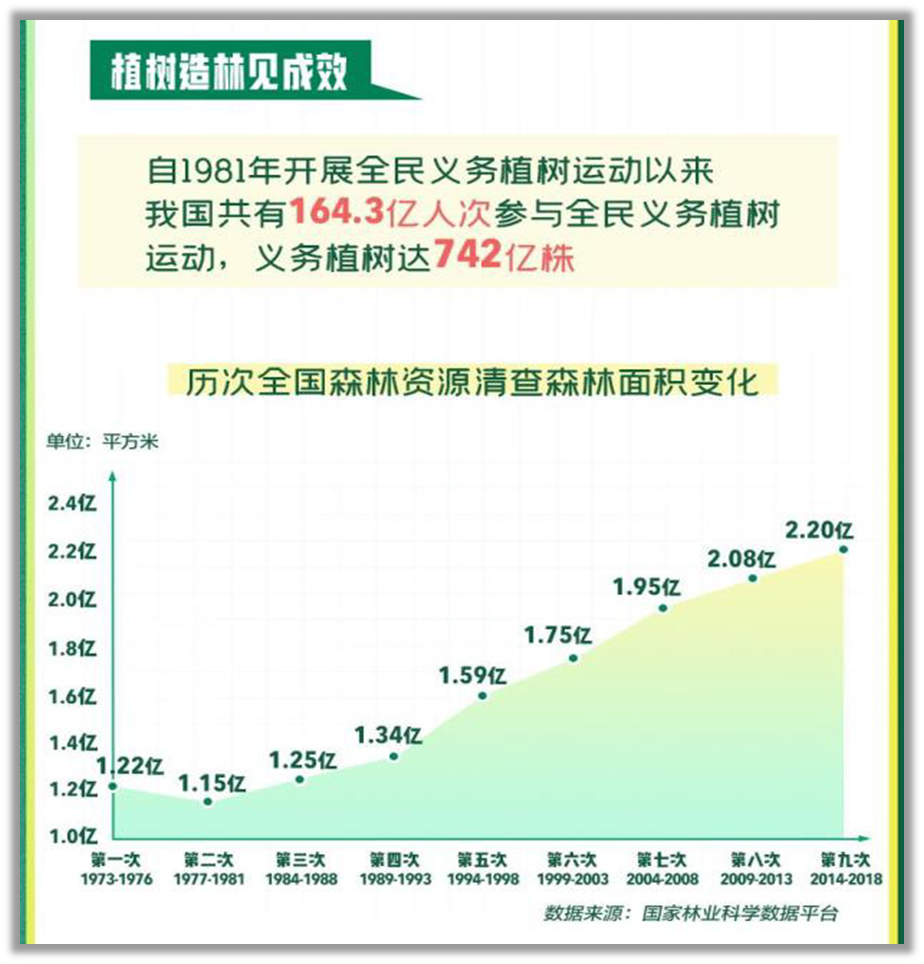 植树造林见成效
自1981年开展全民义务植树运动以来
我国共有164.3亿人次参与全民义务植树
运动，义务植树达742亿株
历次全国森林资源清查森林面积变化
单位：平方米
2.4亿
2.2亿
2.0亿
1.8亿
1.6亿
1.4亿
1.2亿
1.0亿
1.22亿
1.15亿
1.25亿
1.34亿
1.59亿
1.75亿
1.95亿
2.08亿
2.20亿
第一次 第二次 第三次 第四次 第五次 第六次 第七次 第八次 第九次
1973-1976 1977-1981 1984-1988 1989-1993 1994-1998 1999-2003 2004-2008 2009-2013 2014-2018
数据来源：国家林业科学数据平台